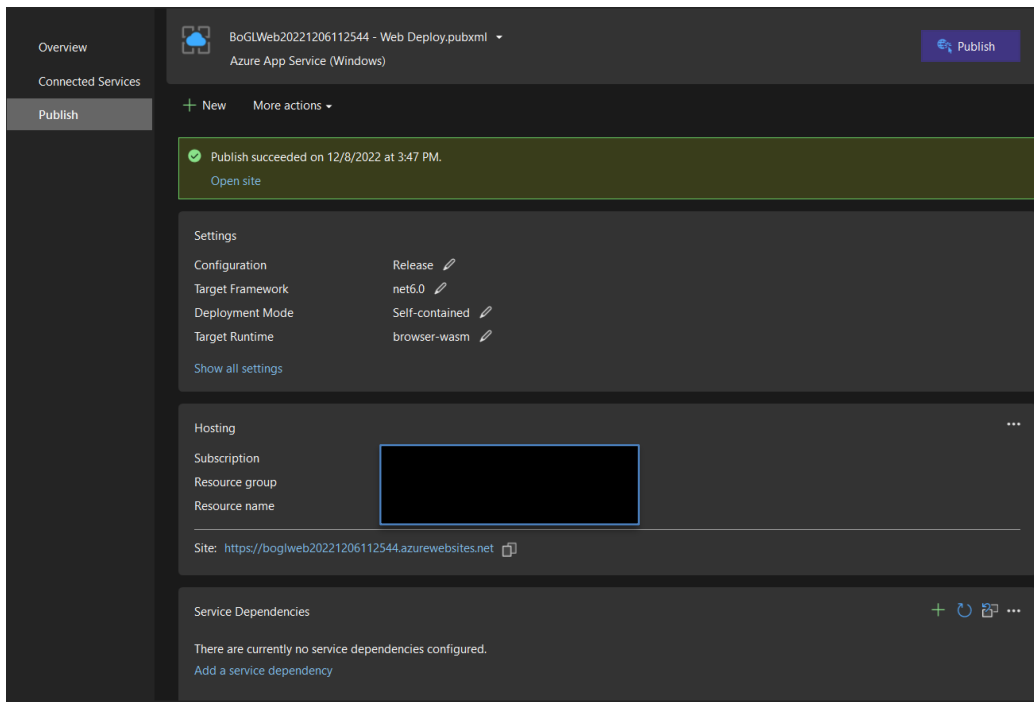 Overview
Connected Services
Publish
BoGLWeb20221206112544 - Web Deploy.pubxml
Azure App Service (Windows)
Publish
New
More actions
Publish succeeded on 12/8/2022 at 3:47 PM.
Open site
Settings
Configuration Release
Target Framework net6.0
Deployment Mode Self-contained
Target Runtime browser-wasm
Show all settings
Hosting
Subscription
Resource group
Resource name
Site: https://boglweb20221206112544.azurewebsites.net
Service Dependencies
There are currently no service dependencies configured.
Add a service dependency